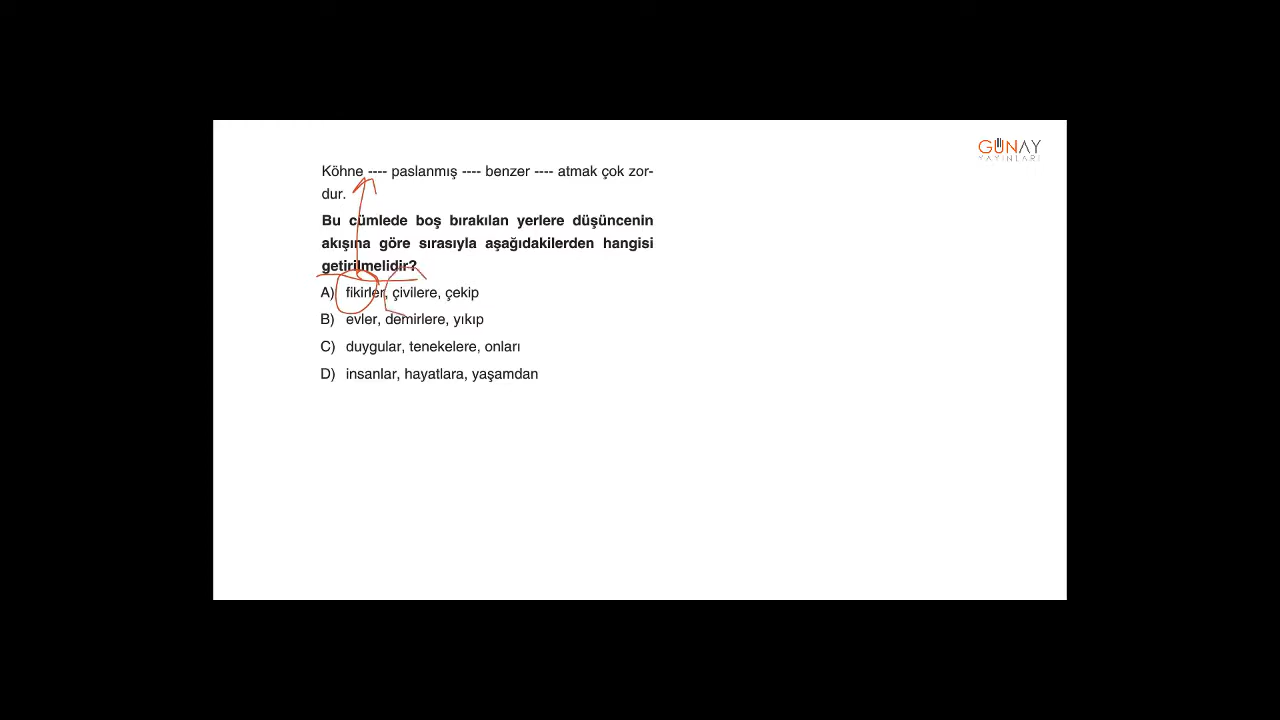 GÜNAY
YAYINLARI
Köhne ---- paslanmış ---- benzer ---- atmak çok zor-
dur.
Bu cümlede boş bırakılan yerlere düşüncenin
akışına göre sırasıyla aşağıdakilerden hangisi
getirilmelidir?
A) fikirler, çivilere, çekip
B) evler, demirlere, yıkıp
C) duygular, tenekelere, onları
D) insanlar, hayatlara, yaşamdan